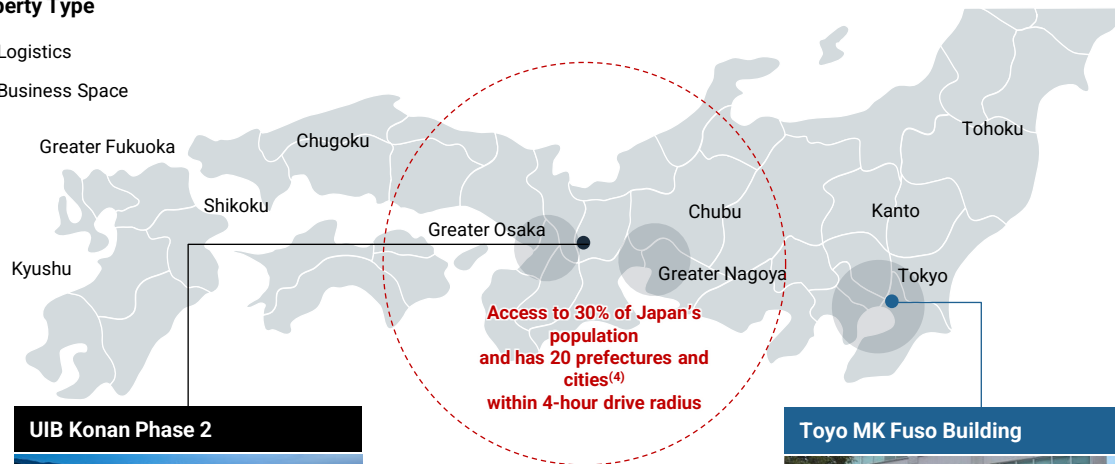 perty Type
Logistics
Business Space
Tohoku
Chugoku
Greater Fukuoka
Shikoku
Chubu
Kanto
Greater Osaka
Kyushu
Greater Nagoya
Tokyo
Access to 30% of Japan's
population
and has 20 prefectures and
cities(4)
within 4-hour drive radius
UIB Konan Phase 2
Toyo MK Fuso Building